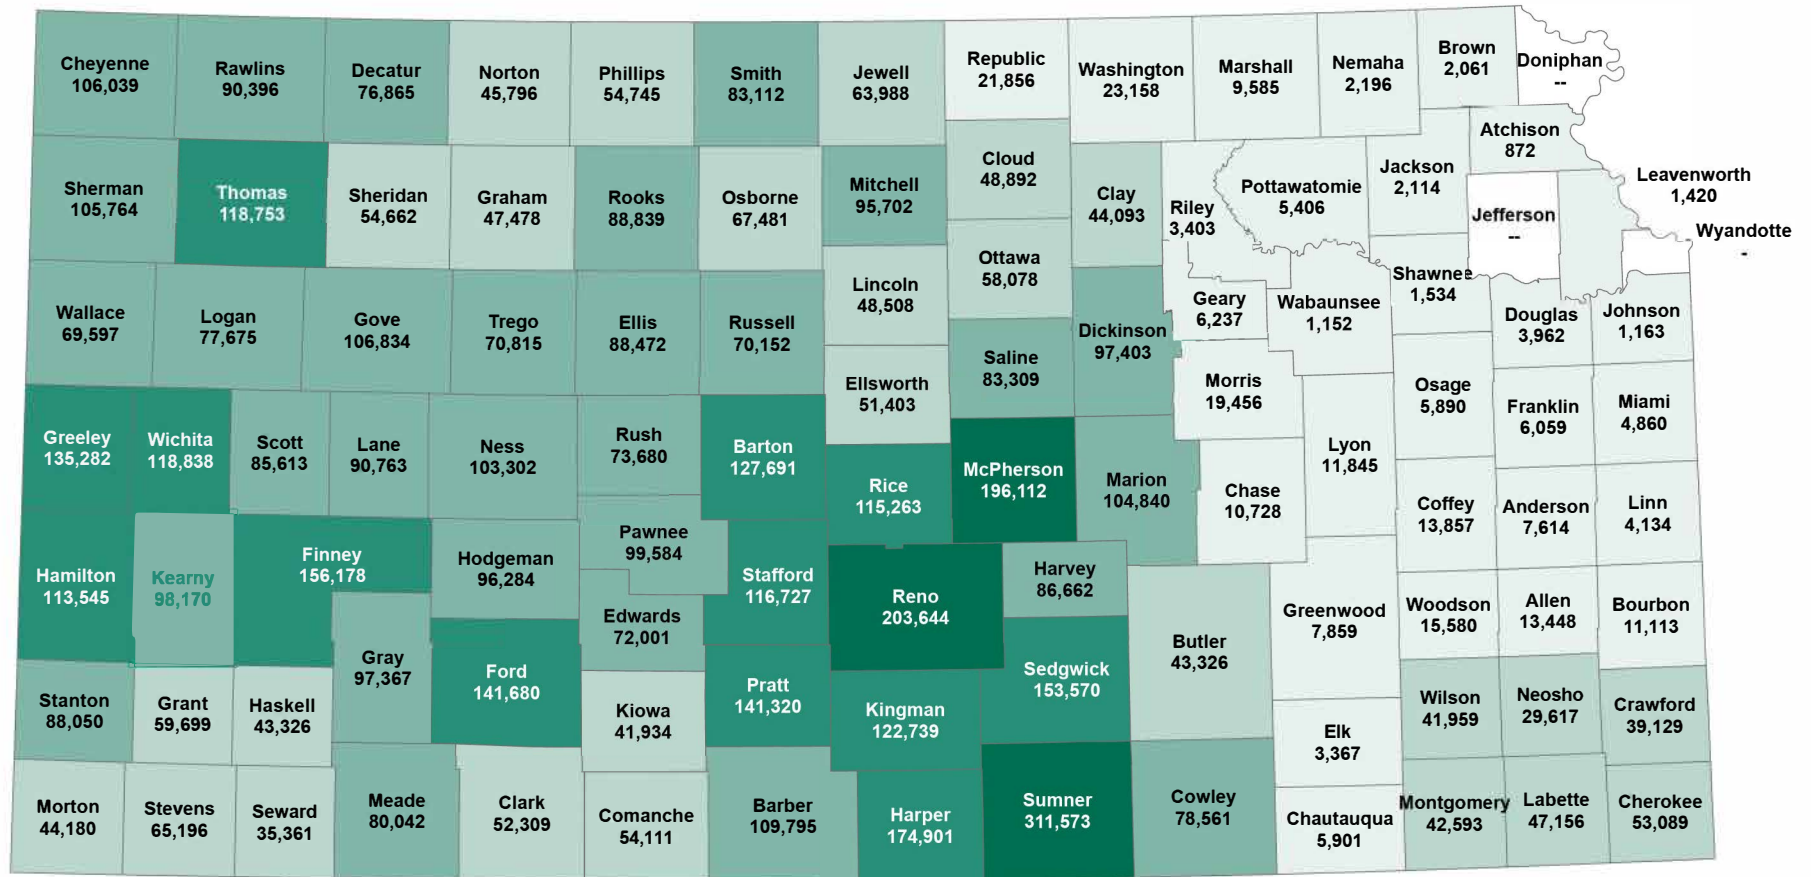 Cheyenne
106,039
Rawlins
90,396
Decatur
76,865
Norton
45,796
Phillips
54,745
Smith
83,112
Jewell
63,988
Republic
21,856
Washington
23,158
Marshall
9,585
Nemaha
2,196
Brown
2,061
Doniphan
--
Atchison
872
Sherman
105,764
Thomas
118,753
Sheridan
54,662
Graham
47,478
Rooks
88,839
Osborne
67,481
Mitchell
95,702
Cloud
48,892
Clay
44,093
Riley
3,403
Pottawatomie
5,406
Jackson
2,114
Jefferson
--
Leavenworth
1,420
Wyandotte
-
Wallace
69,597
Logan
77,675
Gove
106,834
Trego
70,815
Ellis
88,472
Russell
70,152
Lincoln
48,508
Ottawa
58,078
Dickinson
97,403
Geary
6,237
Wabaunsee
1,152
Shawnee
1,534
Douglas
3,962
Johnson
1,163
Saline
83,309
Ellsworth
51,403
Morris
19,456
Osage
5,890
Franklin
6,059
Miami
4,860
Greeley
135,282
Wichita
118,838
Scott
85,613
Lane
90,763
Ness
103,302
Rush
73,680
Barton
127,691
Rice
115,263
McPherson
196,112
Marion
104,840
Chase
10,728
Lyon
11,845
Coffey
13,857
Anderson
7,614
Linn
4,134
Hamilton
113,545
Kearny
98,170
Finney
156,178
Hodgeman
96,284
Pawnee
99,584
Stafford
116,727
Reno
203,644
Harvey
86,662
Edwards
72,001
Butler
43,326
Greenwood
7,859
Woodson
15,580
Allen
13,448
Bourbon
11,113
Gray
97,367
Ford
141,680
Pratt
141,320
Sedgwick
153,570
Kingman
122,739
Stanton
88,050
Grant
59,699
Haskell
43,326
Kiowa
41,934
Elk
3,367
Wilson
41,959
Neosho
29,617
Crawford
39,129
Morton
44,180
Stevens
65,196
Seward
35,361
Meade
80,042
Clark
52,309
Comanche
54,111
Barber
109,795
Harper
174,901
Sumner
311,573
Cowley
78,561
Chautauqua
5,901
Montgomery
42,593
Labette
47,156
Cherokee
53,089